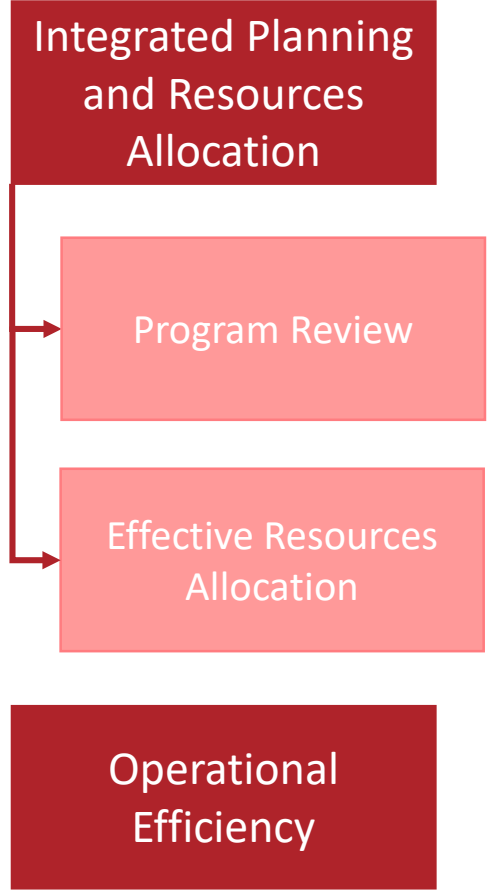 Integrated Planning
and Resources
Allocation
Program Review
Effective Resources
Allocation
Operational
Efficiency